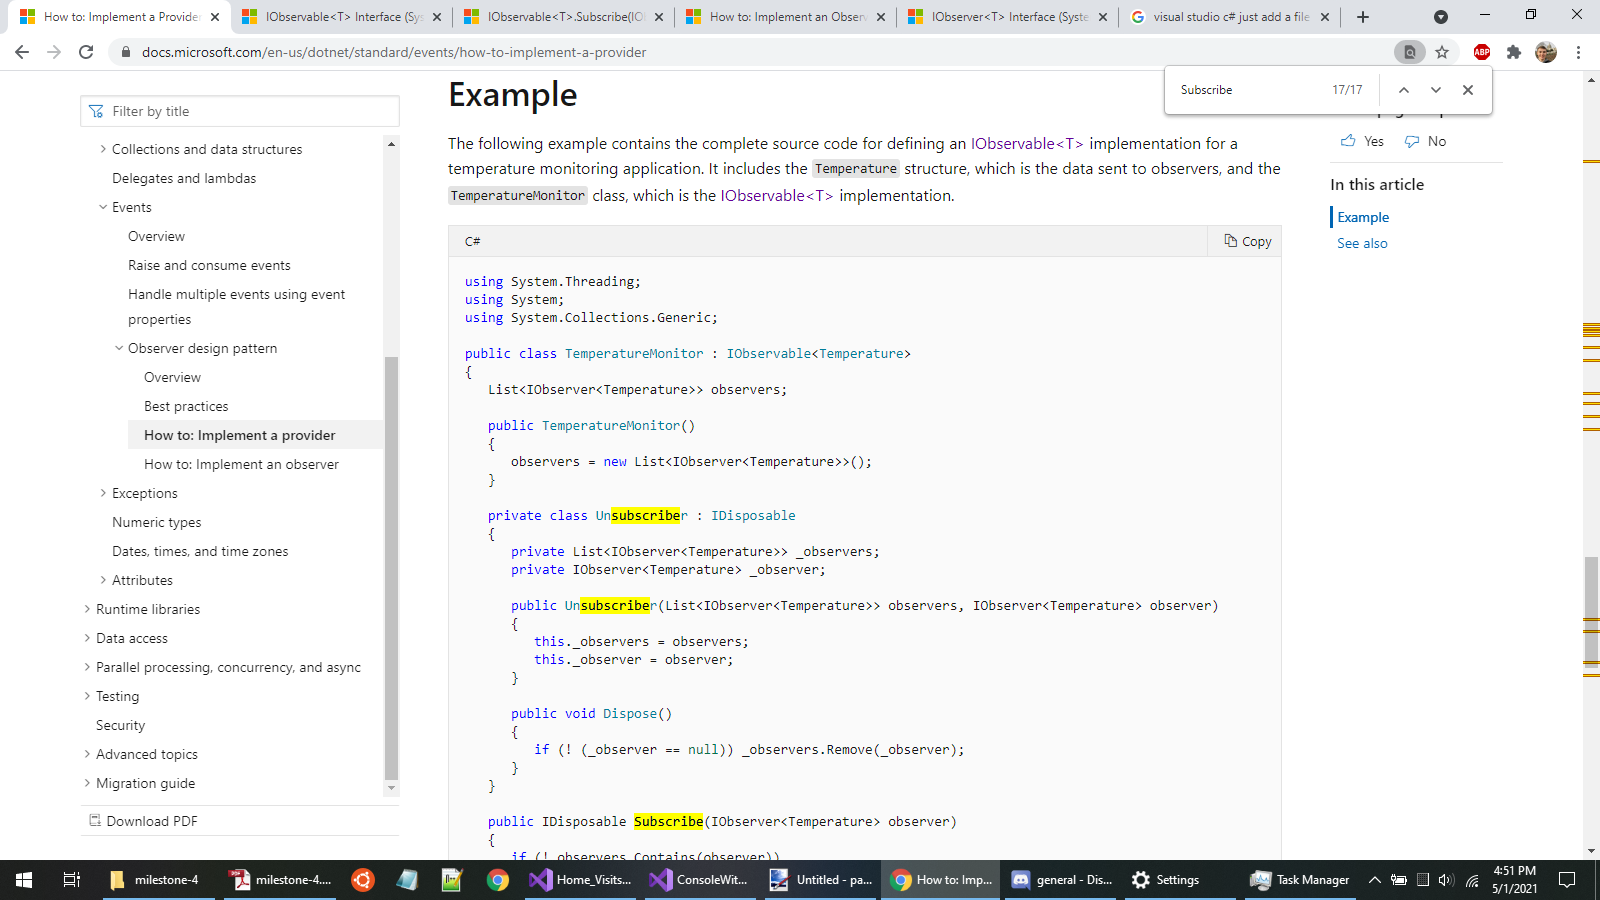 How to: Implement a Provider
IObservable<T> Interface (Sys
IObservable<T>.Subscribe(IO
How to: Implement an Observ
IObserver<T> Interface (Syste
visual studio c# just add a file
docs.microsoft.com/en-us/dotnet/standard/events/how-to-implement-a-provider
ABP
Subscribe
17/17
Filter by title
Collections and data structures
Delegates and lambdas
Events
Overview
Raise and consume events
Handle multiple events using event
properties
Observer design pattern
Overview
Best practices
How to: Implement a provider
How to: Implement an observer
Exceptions
Numeric types
Dates, times, and time zones
Attributes
Runtime libraries
Data access
Parallel processing, concurrency, and async
Testing
Security
Advanced topics
Migration guide
Download PDF
Example
The following example contains the complete source code for defining an IObservable<T> implementation for a
temperature monitoring application. It includes the Temperature structure, which is the data sent to observers, and the
TemperatureMonitor class, which is the IObservable<T> implementation.
C#
Copy
using System.Threading;
using System;
using System.Collections.Generic;
public class TemperatureMonitor : IObservable<Temperature>
{
List<IObserver<Temperature>> observers;
public TemperatureMonitor()
{
observers = new List<IObserver<Temperature>>();
}
private class Unsubscriber : IDisposable
{
private List<IObserver<Temperature>> _observers;
private IObserver<Temperature> _observer;
public Unsubscriber(List<IObserver<Temperature>> observers, IObserver<Temperature> observer)
{
this._observers = observers;
this._observer = observer;
}
public void Dispose()
{
if (! (_observer == null)) _observers.Remove(_observer);
}
}
public IDisposable Subscribe(IObserver<Temperature> observer)
{
if (! observers.Contains(observer))
Yes
No
In this article
Example
See also
milestone-4
milestone-4....
Home_Visits...
ConsoleWit...
Untitled - pa...
How to: Imp...
general - Dis...
Settings
Task Manager
4:51 PM
5/1/2021